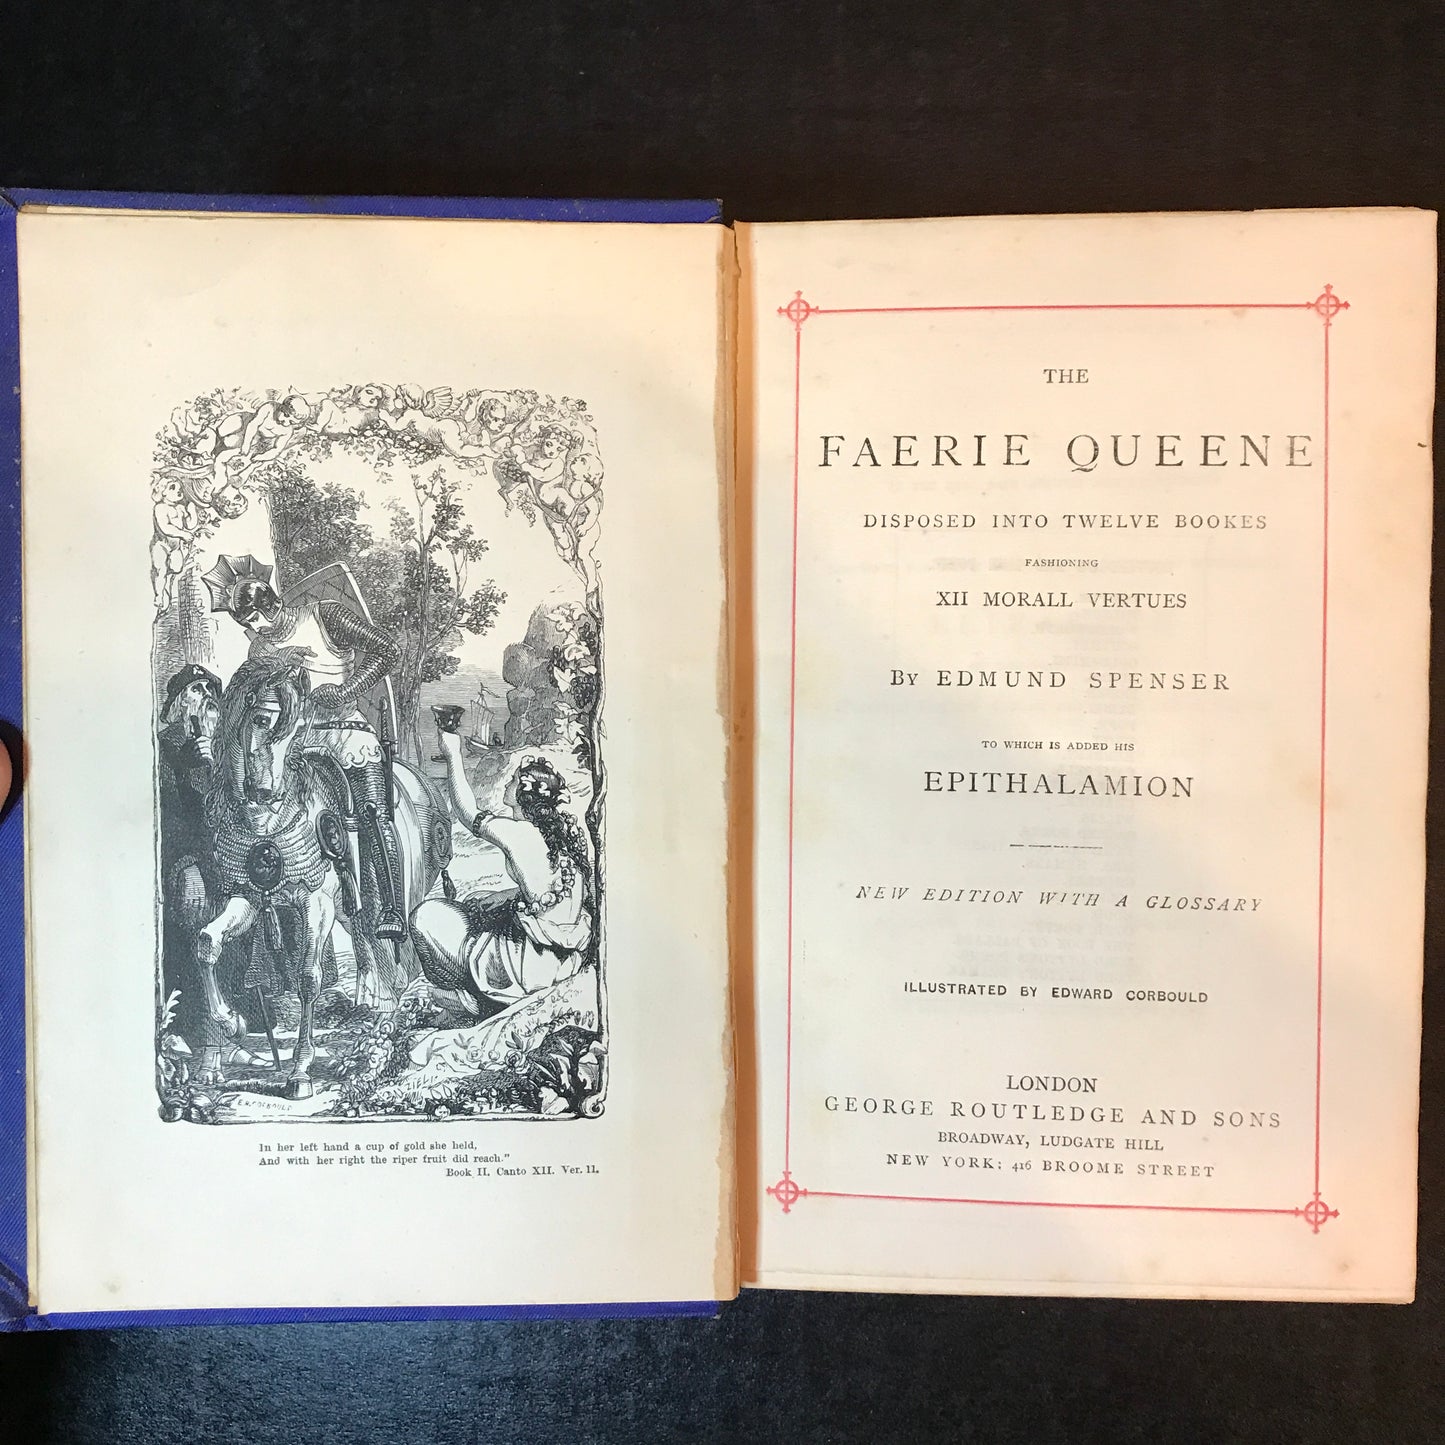 E.H. CORBOULD
In her left hand a cup of gold she held,
And with her right the riper fruit did reach."
Book II. Canto XII. Ver. 11.
THE
FAERIE QUEENE
DISPOSED INTO TWELVE BOOKES
FASHIONING
XII MORALL VERTUES
BY EDMUND SPENSER
TO WHICH IS ADDED HIS
EPITHALAMION
NEW EDITION WITH A GLOSSARY
ILLUSTRATED BY EDWARD CORBOULD
LONDON
GEORGE ROUTLEDGE AND SONS
BROADWAY, LUDGATE HILL
NEW YORK: 416 BROOME STREET